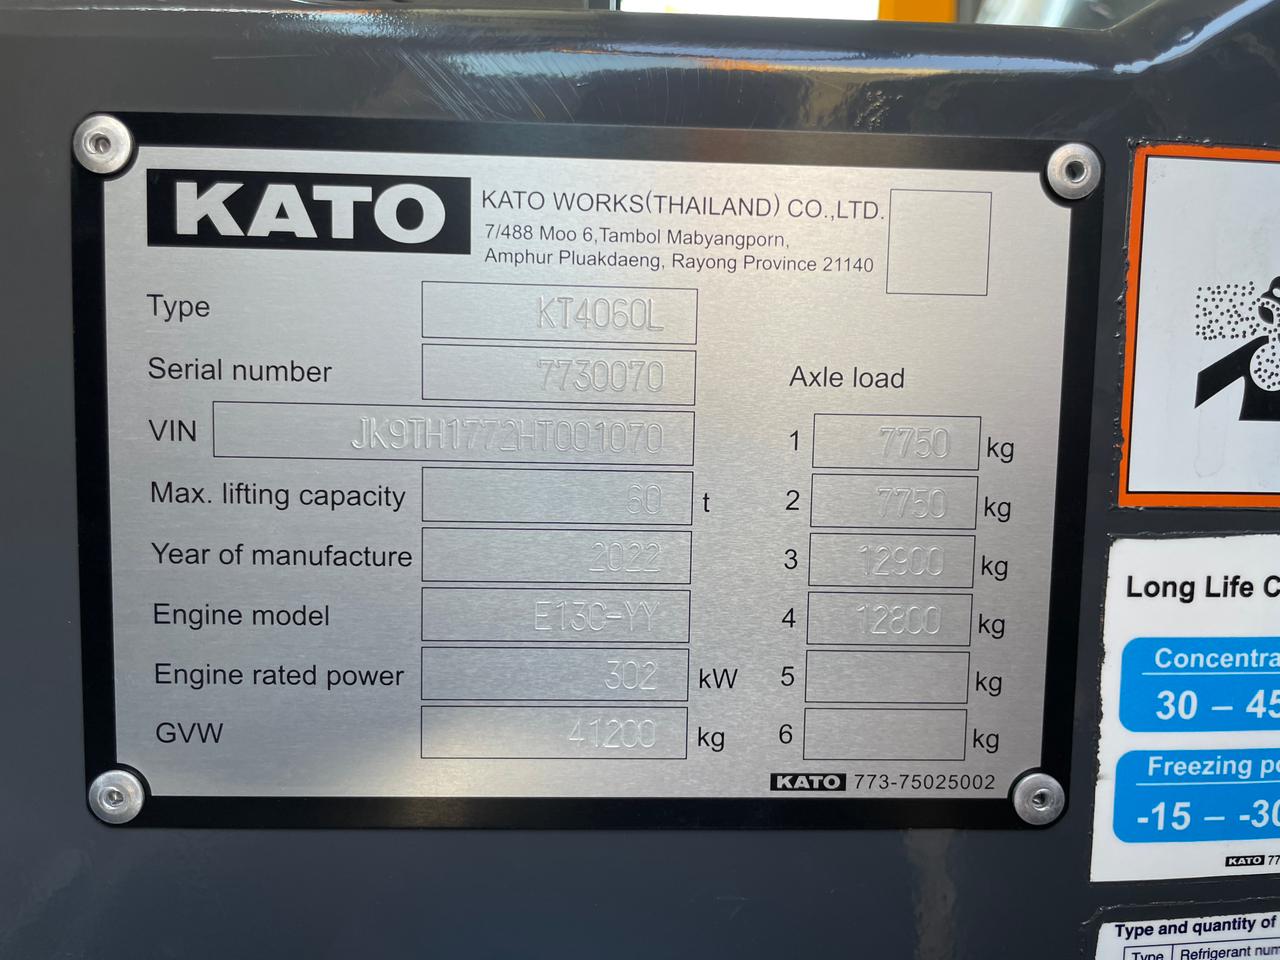 KATO
KATO WORKS(THAILAND) CO.,LTD.
7/488 Moo 6,Tambol Mabyangporn,
Amphur Pluakdaeng, Rayong Province 21140
Type KT4060L
Serial number 7730070
VIN JK9TH1772HT001070
Max. lifting capacity 60 t
Year of manufacture 2022
Engine model E13C-YY
Engine rated power 302 kW
GVW 41200 kg
Axle load
1 7750 kg
2 7750 kg
3 12900 kg
4 12800 kg
5 kg
6 kg
KATO 773-75025002
Long Life
Concentra
30 – 45
Freezing
-15 – -30
KATO 77
Type and quantity of
Type Refrigerant num